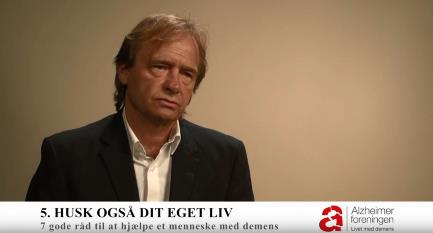 5. HUSK OGSÅ DIT EGET LIV
7 gode råd til at hjælpe et menneske med demens
Alzheimer
foreningen
Livet med demens